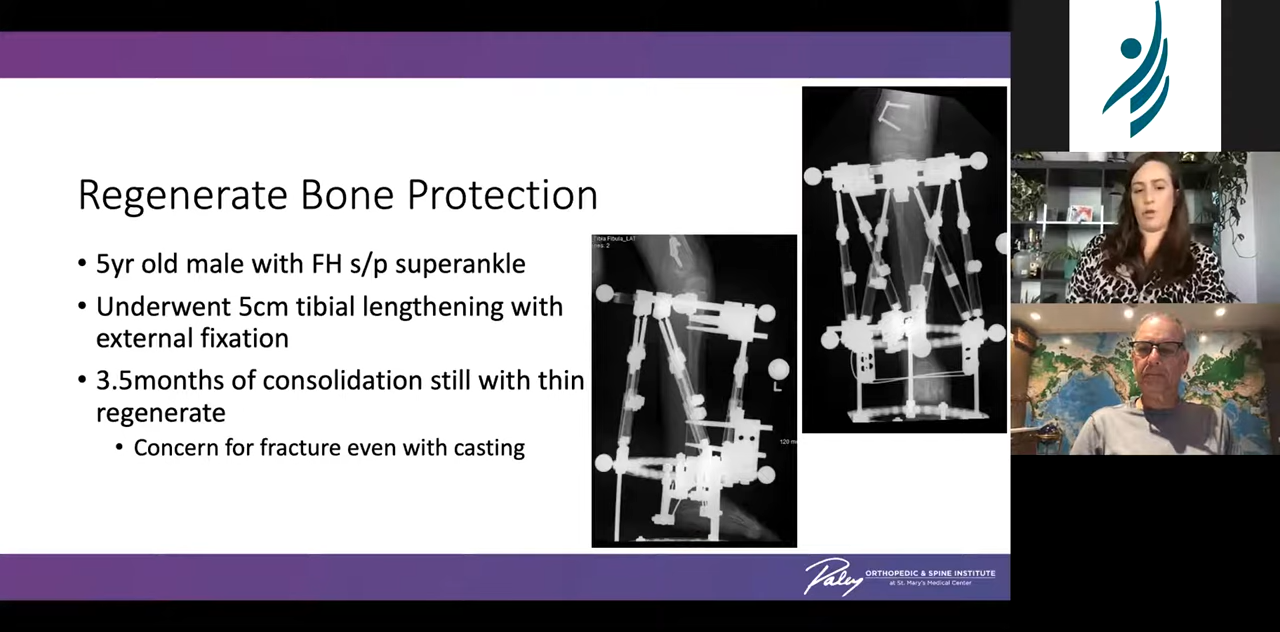 Regenerate Bone Protection
• 5yr old male with FH s/p superankle
• Underwent 5cm tibial lengthening with
external fixation
• 3.5months of consolidation still with thin
regenerate
• Concern for fracture even with casting
Tibia Fibula_LAT
L
Paley
ORTHOPEDIC & SPINE INSTITUTE
at St. Mary's Medical Center